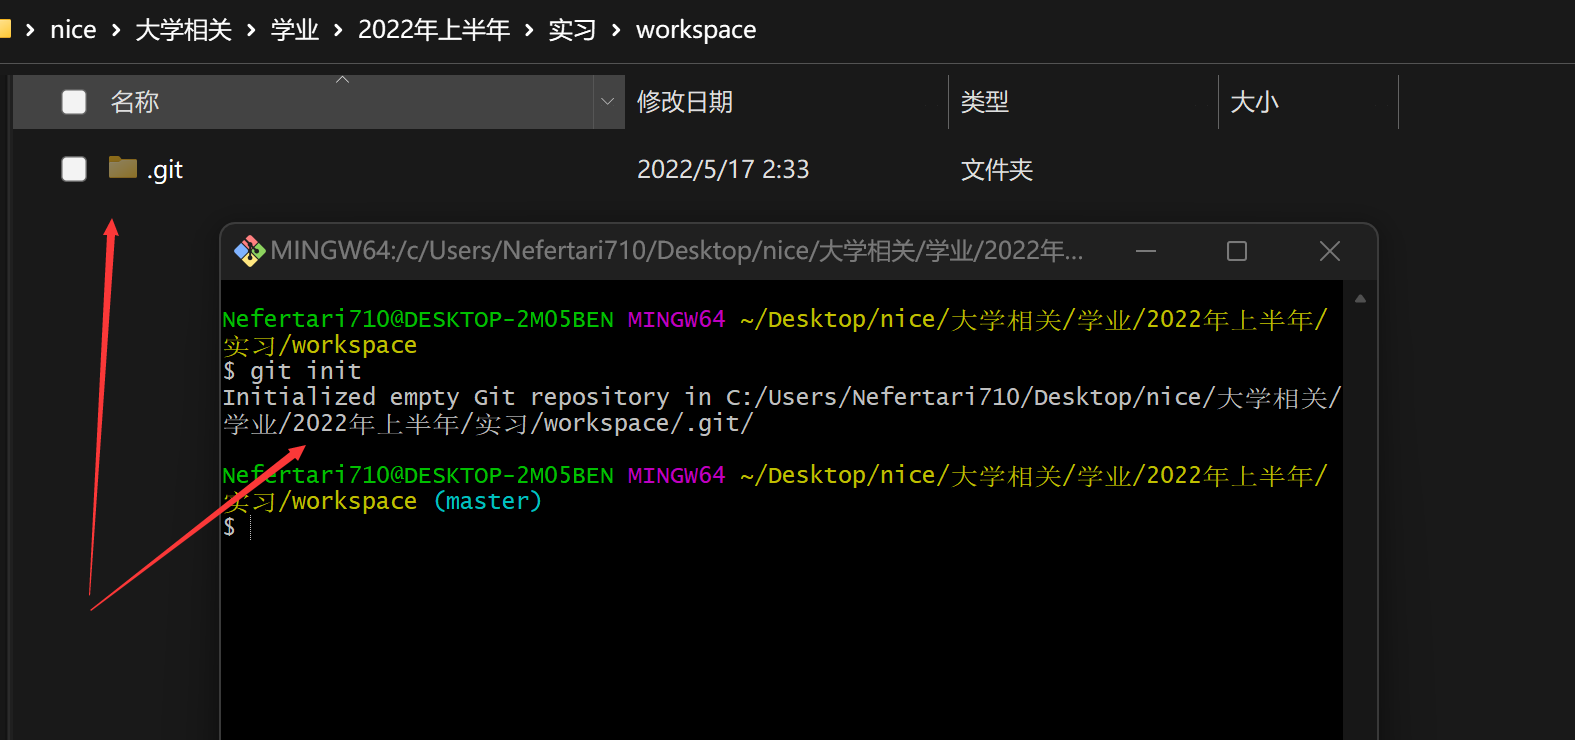 nice > 大学相关 > 学业 > 2022年上半年 > 实习 > workspace
名称 修改日期 类型 大小
.git 2022/5/17 2:33 文件夹
MINGW64:/c/Users/Nefertari710/Desktop/nice/大学相关/学业/2022年...
Nefertari710@DESKTOP-2MO5BEN MINGW64 ~/Desktop/nice/大学相关/学业/2022年上半年/
实习/workspace
$ git init
Initialized empty Git repository in C:/Users/Nefertari710/Desktop/nice/大学相关/
学业/2022年上半年/实习/workspace/.git/
Nefertari710@DESKTOP-2MO5BEN MINGW64 ~/Desktop/nice/大学相关/学业/2022年上半年/
实习/workspace (master)
$